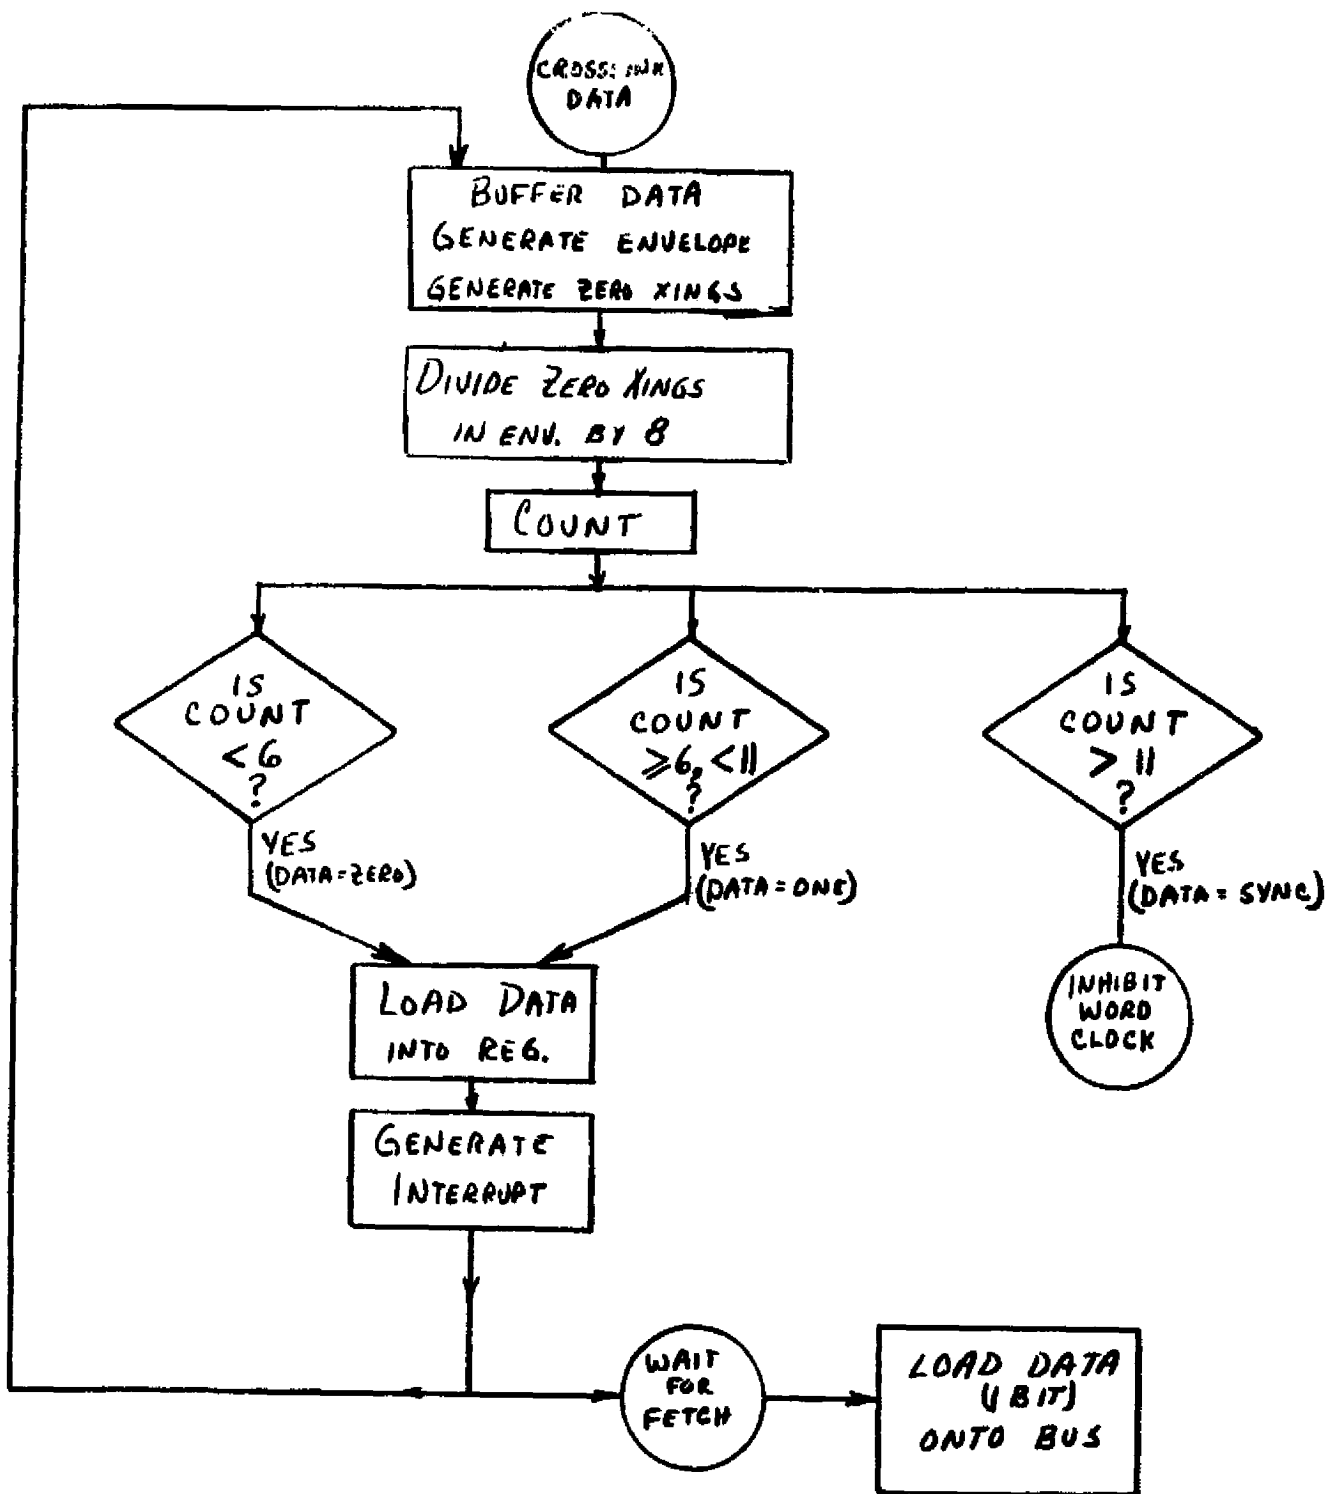 DATA
BUFFER DATA
GENERATE ENVELOPE
GENERATE ZERO XINGS
DIVIDE ZERO XINGS
IN ENV. BY 8
COUNT
IS
COUNT
< 6
?
YES
(DATA=ZERO)
IS
COUNT
≥6, <11
?
YES
(DATA = ONE)
IS
COUNT
> 11
?
YES
(DATA = SYNC)
INHIBIT
WORD
CLOCK
LOAD DATA
INTO REG.
GENERATE
INTERRUPT
WAIT
FOR
FETCH
LOAD DATA
(1 BIT)
ONTO BUS